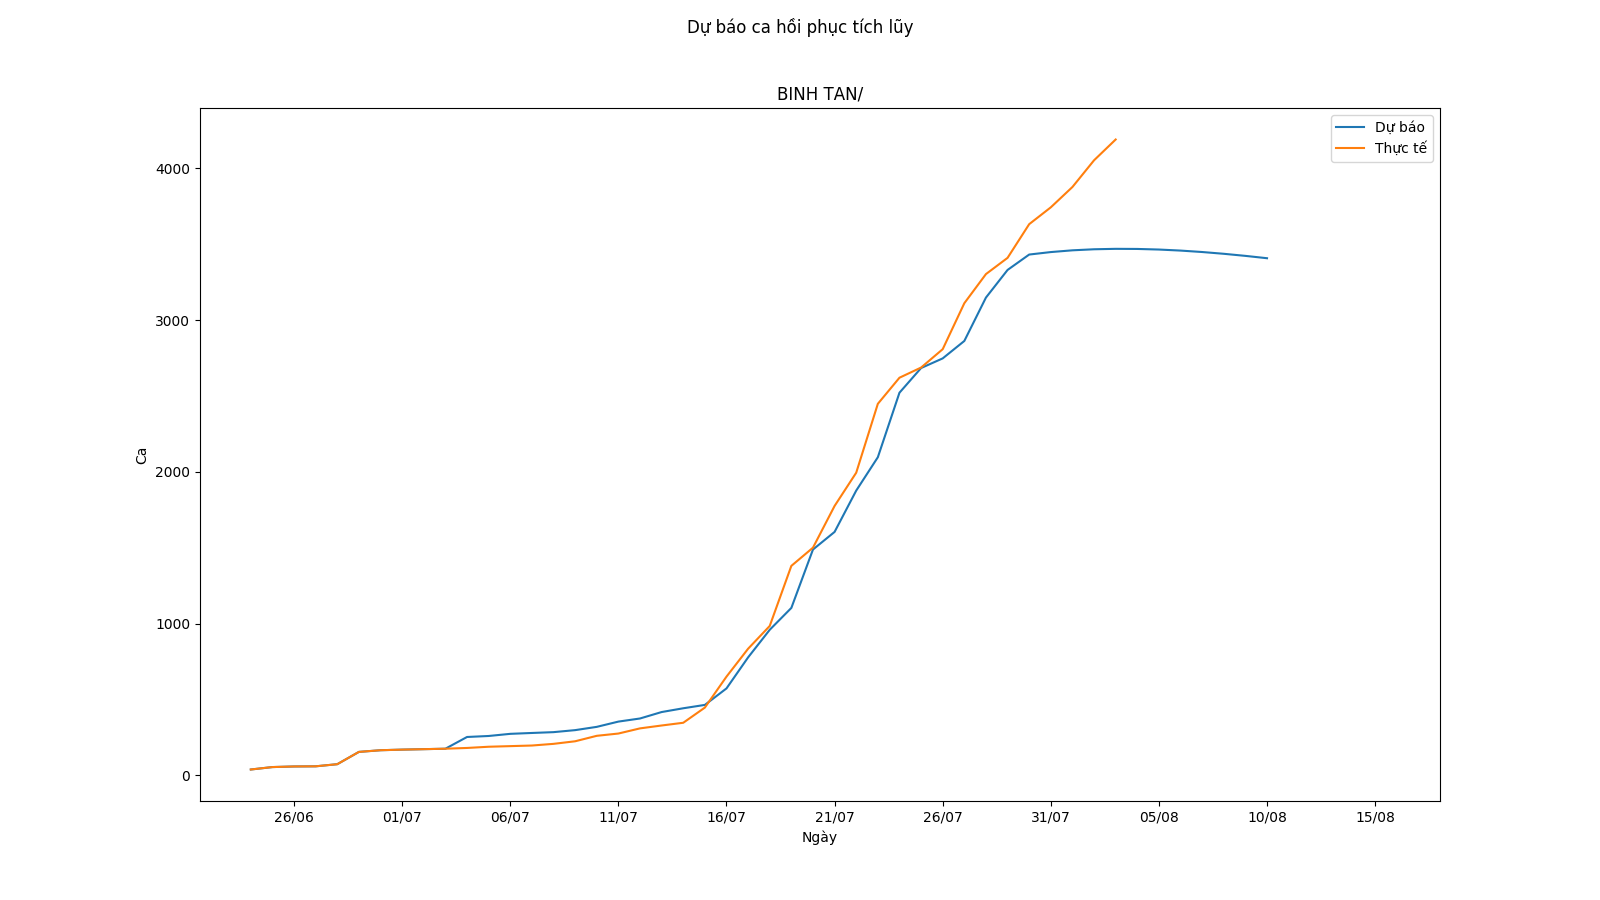 Dự báo ca hồi phục tích lũy
BINH TAN/
Dự báo
Thực tế
4000
3000
2000
1000
0
Ca
26/06 01/07 06/07 11/07 16/07 21/07 26/07 31/07 05/08 10/08 15/08
Ngày